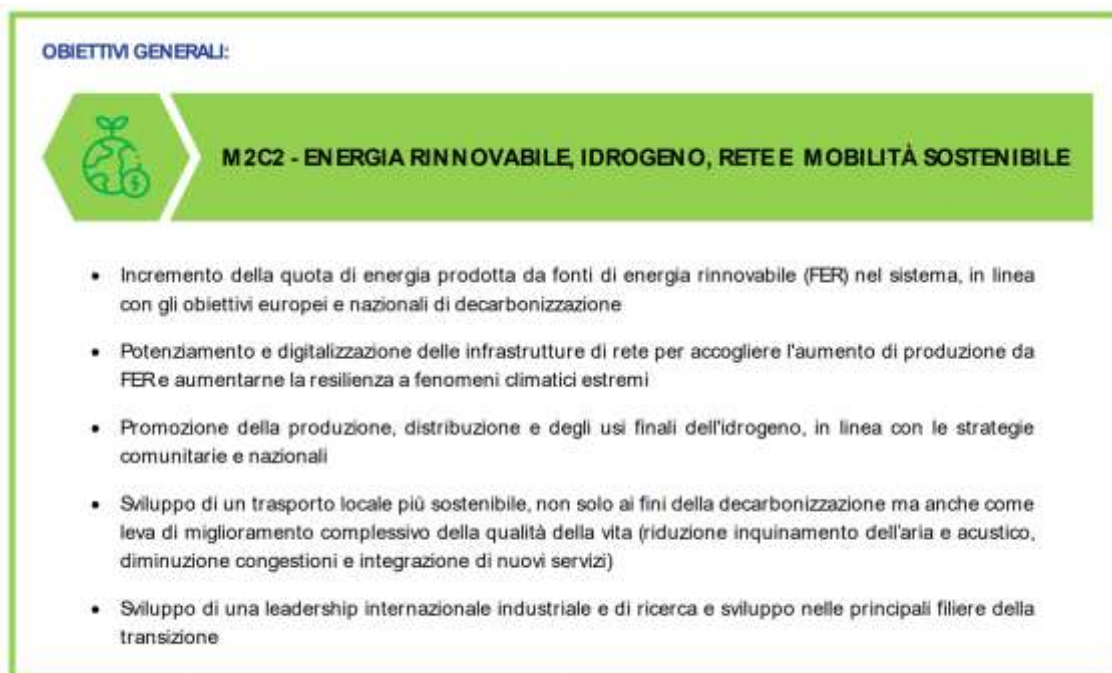 OBIETTIVI GENERALI:
M2C2 - ENERGIA RINNOVABILE, IDROGENO, RETE E MOBILITÀ SOSTENIBILE
$
• Incremento della quota di energia prodotta da fonti di energia rinnovabile (FER) nel sistema, in linea
con gli obiettivi europei e nazionali di decarbonizzazione
• Potenziamento e digitalizzazione delle infrastrutture di rete per accogliere l'aumento di produzione da
FER e aumentarne la resilienza a fenomeni climatici estremi
• Promozione della produzione, distribuzione e degli usi finali dell'idrogeno, in linea con le strategie
comunitarie e nazionali
• Sviluppo di un trasporto locale più sostenibile, non solo ai fini della decarbonizzazione ma anche come
leva di miglioramento complessivo della qualità della vita (riduzione inquinamento dell'aria e acustico,
diminuzione congestioni e integrazione di nuovi servizi)
• Sviluppo di una leadership internazionale industriale e di ricerca e sviluppo nelle principali filiere della
transizione